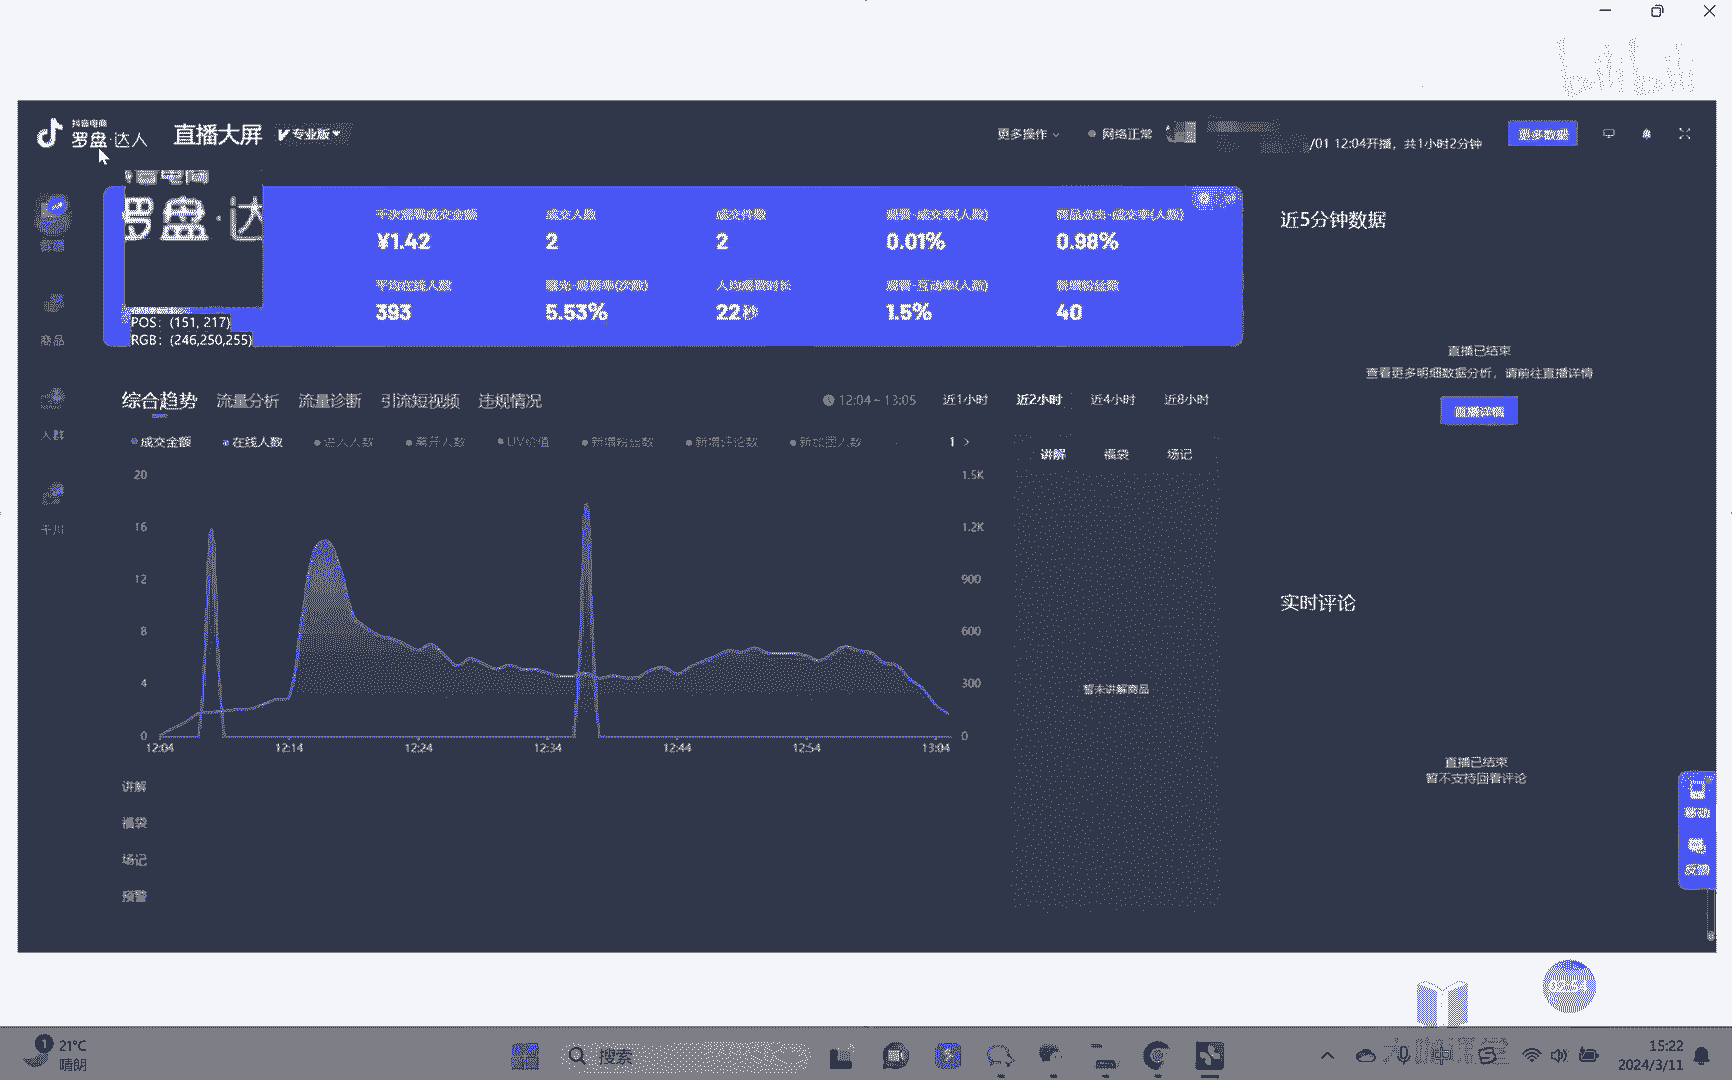 bilibili
抖音电商
罗盘·达人
直播大屏
专业版
更多操作
网络正常
/01 12:04开播，共1小时2分钟
更多数据
罗盘·达
POS: (151, 217)
RGB: (246,250,255)
千次观看成交金额
成交人数
成交件数
观看-成交率(人数)
商品点击-成交率(人数)
¥1.42
2
2
0.01%
0.98%
平均在线人数
曝光-观看率(次数)
人均观看时长
观看-互动率(人数)
新增粉丝数
393
5.53%
22秒
1.5%
40
商品
人群
千川
综合趋势
流量分析
流量诊断
引流短视频
违规情况
12:04 ~ 13:05
近1小时
近2小时
近4小时
近8小时
成交金额
在线人数
进入人数
离开人数
UV价值
新增粉丝数
新增评论数
新加团人数
1
20
16
12
8
4
0
1.5K
1.2K
900
600
300
0
12:04
12:14
12:24
12:34
12:44
12:54
13:04
讲解
福袋
场记
预警
讲解
福袋
场记
暂未讲解商品
近5分钟数据
直播已结束
查看更多明细数据分析，请前往直播详情
直播详情
实时评论
直播已结束
暂不支持回看评论
移动
反馈
1
21°C
晴朗
搜索
中
15:22
2024/3/11